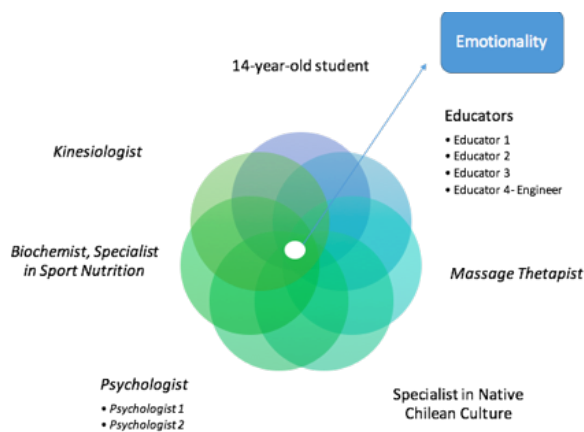 Emotionality
14-year-old student
Educators
• Educator 1
• Educator 2
• Educator 3
• Educator 4- Engineer
Kinesiologist
Biochemist, Specialist
in Sport Nutrition
Massage Thetapist
Psychologist
• Psychologist 1
• Psychologist 2
Specialist in Native
Chilean Culture